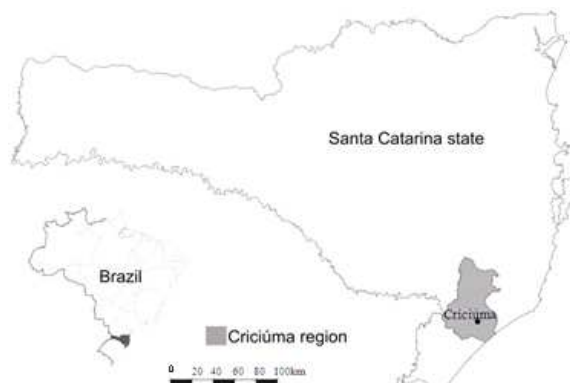 Santa Catarina state
Brazil
Criciúma
Criciúma region
0 20 40 60 80 100km